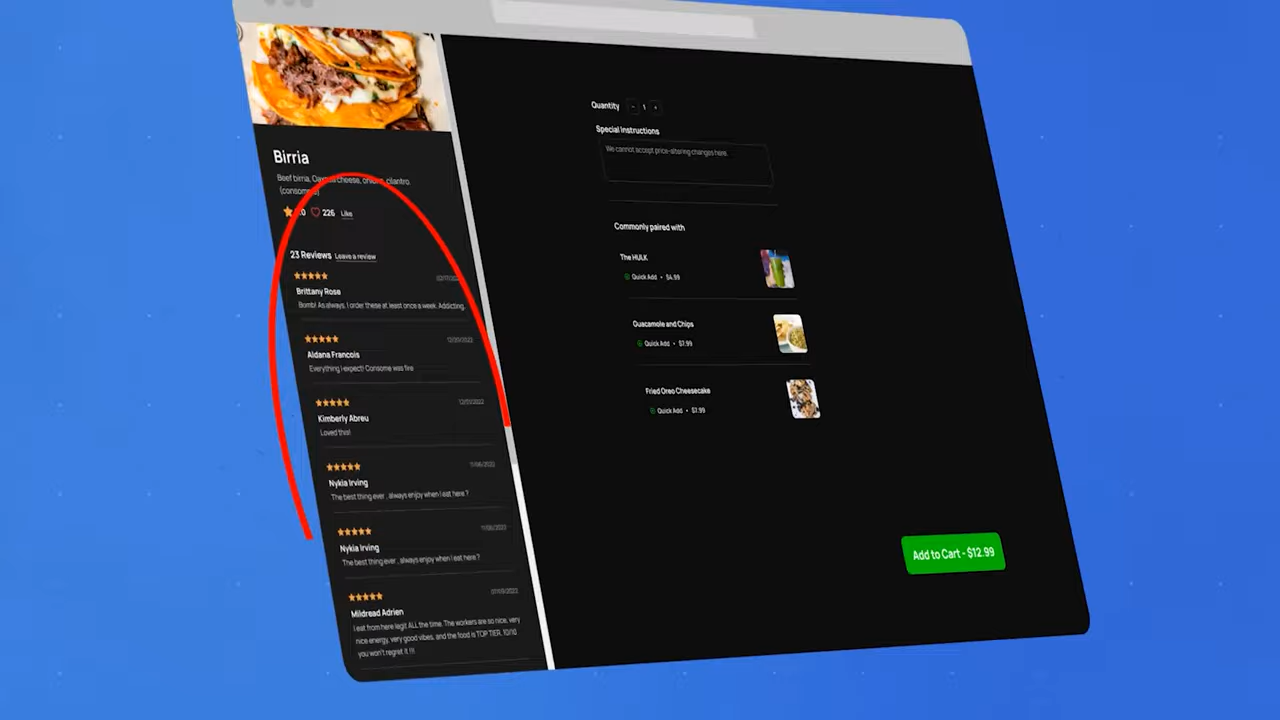 Birria
Beef birria, cheese, cilantro.
226 Like
23 Reviews Leave a review
Brittany Rose
Bomb! As always. I order these at least once a week. Addicting.
12/20/2022
Aldana Francois
Everything I expect! Consome was fire
Kimberly Abreu
Loved this!
11/06/2022
Nykia Irving
The best thing ever , always enjoy when I eat here ?
Nykia Irving
The best thing ever , always enjoy when I eat here ?
Mildread Adrien
I eat from here legit ALL the time. The workers are so nice, very
nice energy, very good vibes, and the food is TOP TIER. 10/10
you won't regret it !!!
Quantity - 1 +
Special Instructions
We cannot accept price-altering changes here.
Commonly paired with
The HULK
Quick Add • $4.99
Guacamole and Chips
Quick Add • $7.99
Fried Oreo Cheesecake
Quick Add • $7.99
Add to Cart - $12.99